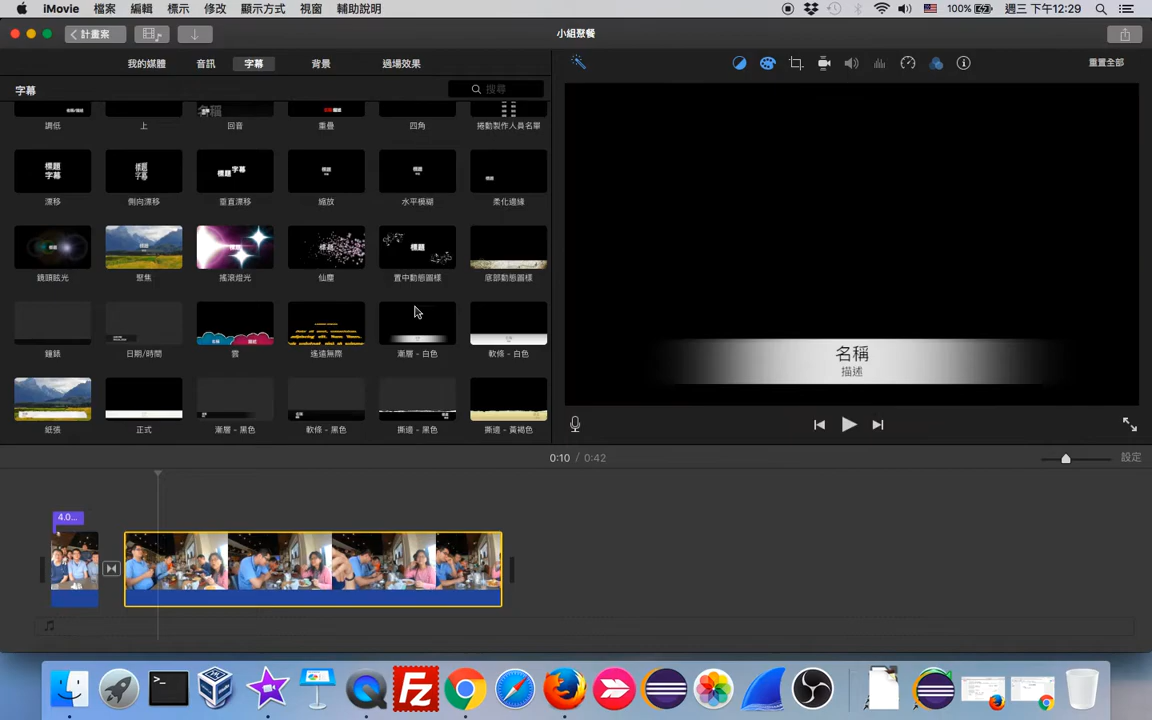 iMovie 檔案 編輯 標示 修改 顯示方式 視窗 輔助說明 100% 週三 下午12:29
計畫案 小組聚餐
我的媒體 音訊 字幕 背景 過場效果 重置全部
字幕 搜尋
調低 上 回音 重疊 四角 捲動製作人員名單
漂移 側向漂移 垂直漂移 縮放 水平模糊 柔化邊緣
鏡頭眩光 聚焦 搖滾燈光 仙塵 置中動態圖樣 底部動態圖樣
鐘錶 日期/時間 雲 遙遠無際 漸層 - 白色 軟條 - 白色
紙張 正式 漸層 - 黑色 軟條 - 黑色 撕邊 - 黑色 撕邊 - 黃褐色
名稱
描述
0:10 / 0:42 設定
4.0...